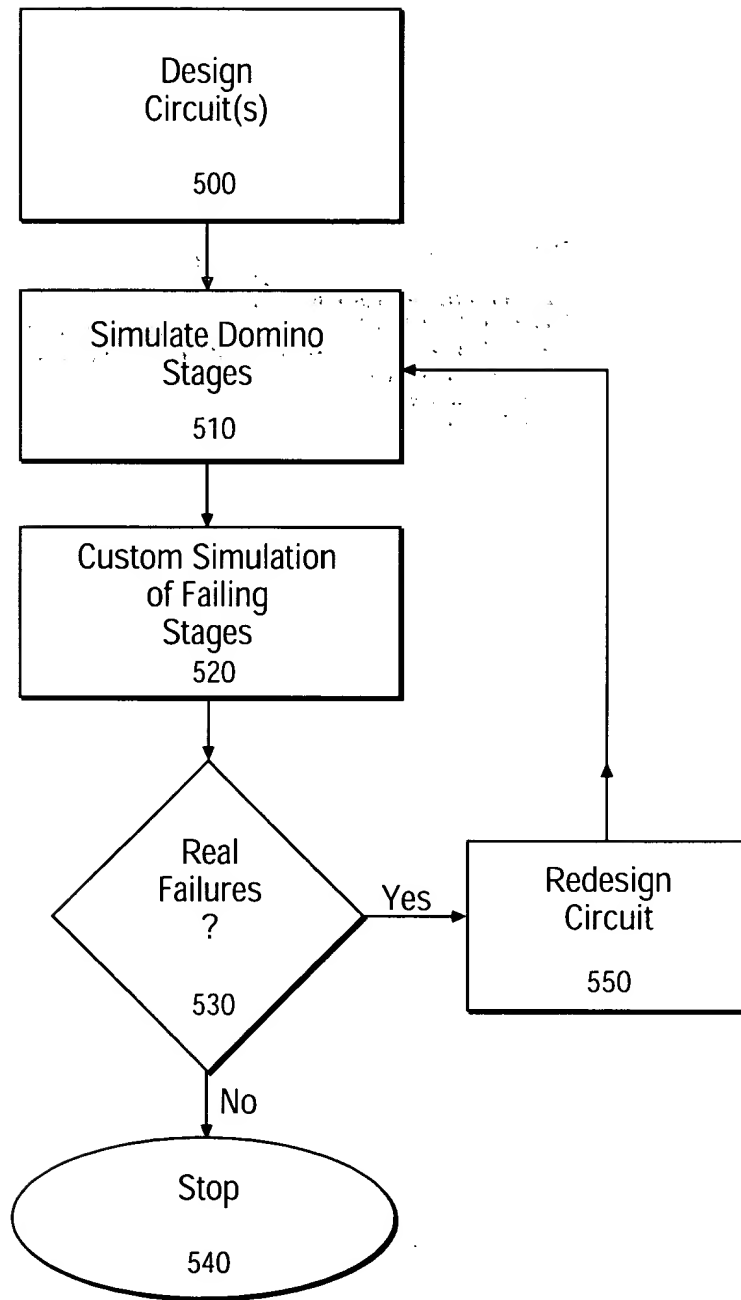 Design
Circuit(s)
500
Simulate Domino
Stages
510
Custom Simulation
of Failing
Stages
520
Real
Failures
?
530
Yes
Redesign
Circuit
550
No
Stop
540